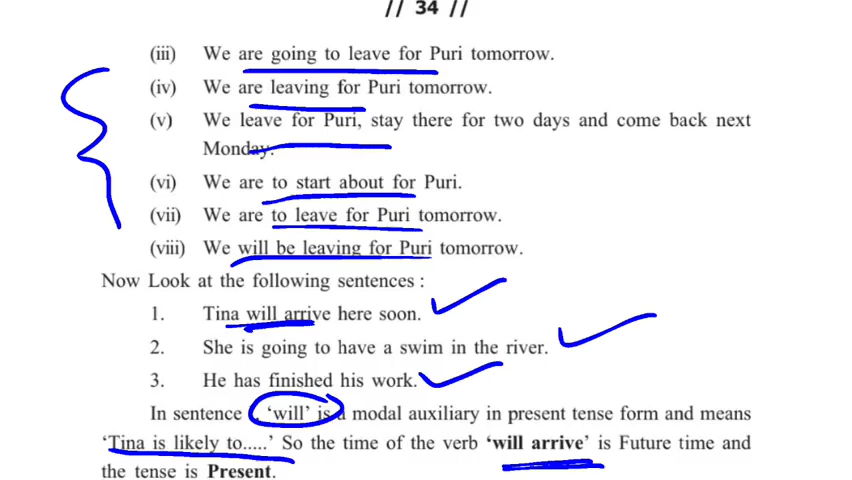 // 34 //
(iii) We are going to leave for Puri tomorrow.
(iv) We are leaving for Puri tomorrow.
(v) We leave for Puri, stay there for two days and come back next
Monday.
(vi) We are to start about for Puri.
(vii) We are to leave for Puri tomorrow.
(viii) We will be leaving for Puri tomorrow.
Now Look at the following sentences :
1. Tina will arrive here soon.
2. She is going to have a swim in the river.
3. He has finished his work.
In sentence ‘will’ is a modal auxiliary in present tense form and means
‘Tina is likely to.....’ So the time of the verb ‘will arrive’ is Future time and
the tense is Present.